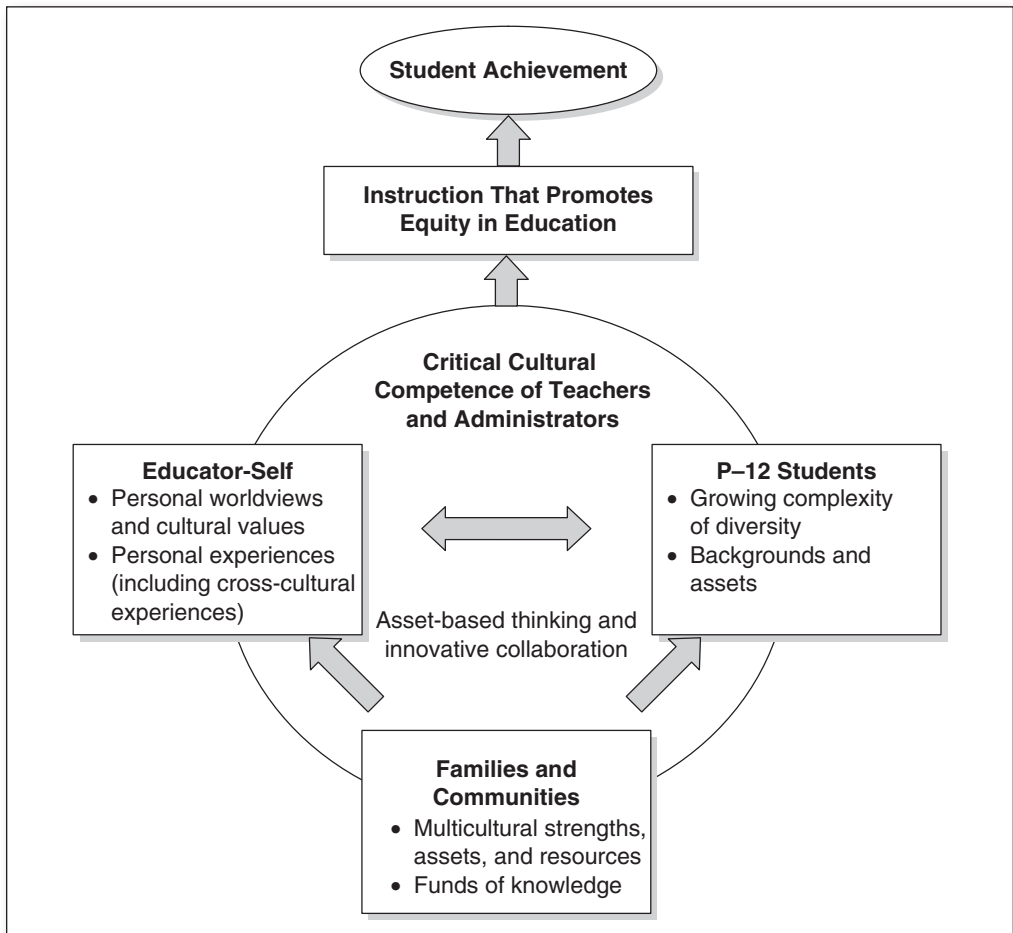 Student Achievement
Instruction That Promotes
Equity in Education
Critical Cultural
Competence of Teachers
and Administrators
Educator-Self
• Personal worldviews
and cultural values
• Personal experiences
(including cross-cultural
experiences)
P–12 Students
• Growing complexity
of diversity
• Backgrounds and
assets
Asset-based thinking and
innovative collaboration
Families and
Communities
• Multicultural strengths,
assets, and resources
• Funds of knowledge